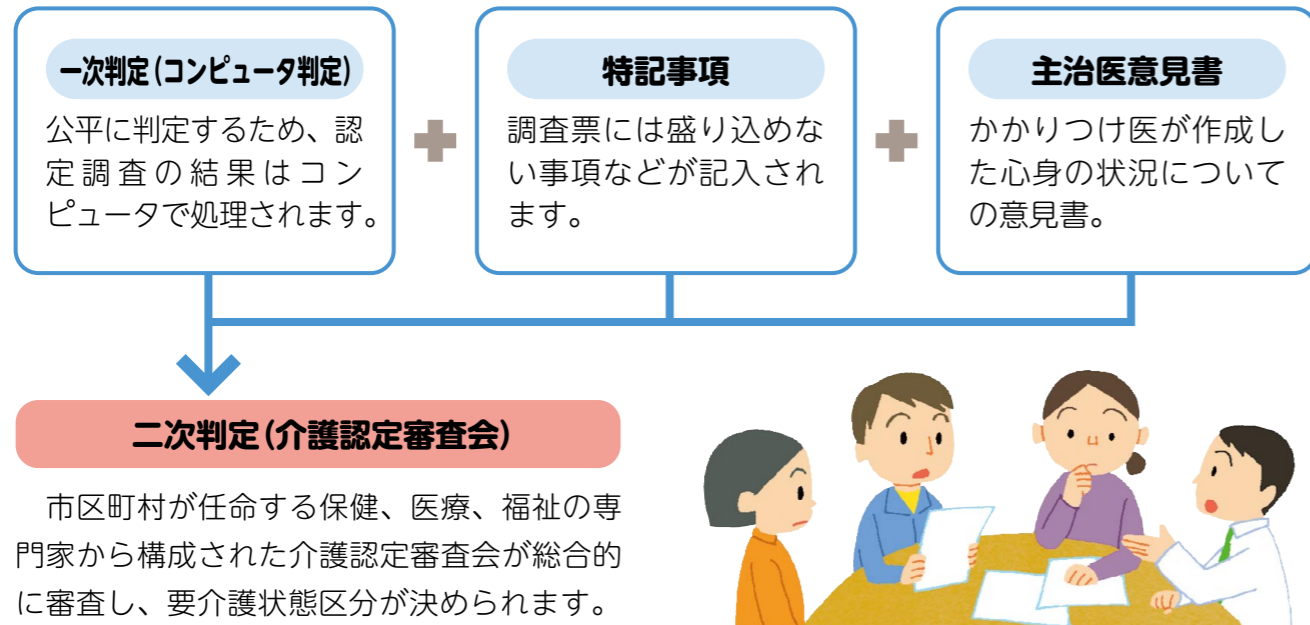 一次判定(コンピュータ判定)
公平に判定するため、認
定調査の結果はコン
ピュータで処理されます。
特記事項
調査票には盛り込めな
い事項などが記入され
ます。
主治医意見書
かかりつけ医が作成し
た心身の状況について
の意見書。
二次判定(介護認定審査会)
市区町村が任命する保健、医療、福祉の専
門家から構成された介護認定審査会が総合的
に審査し、要介護状態区分が決められます。